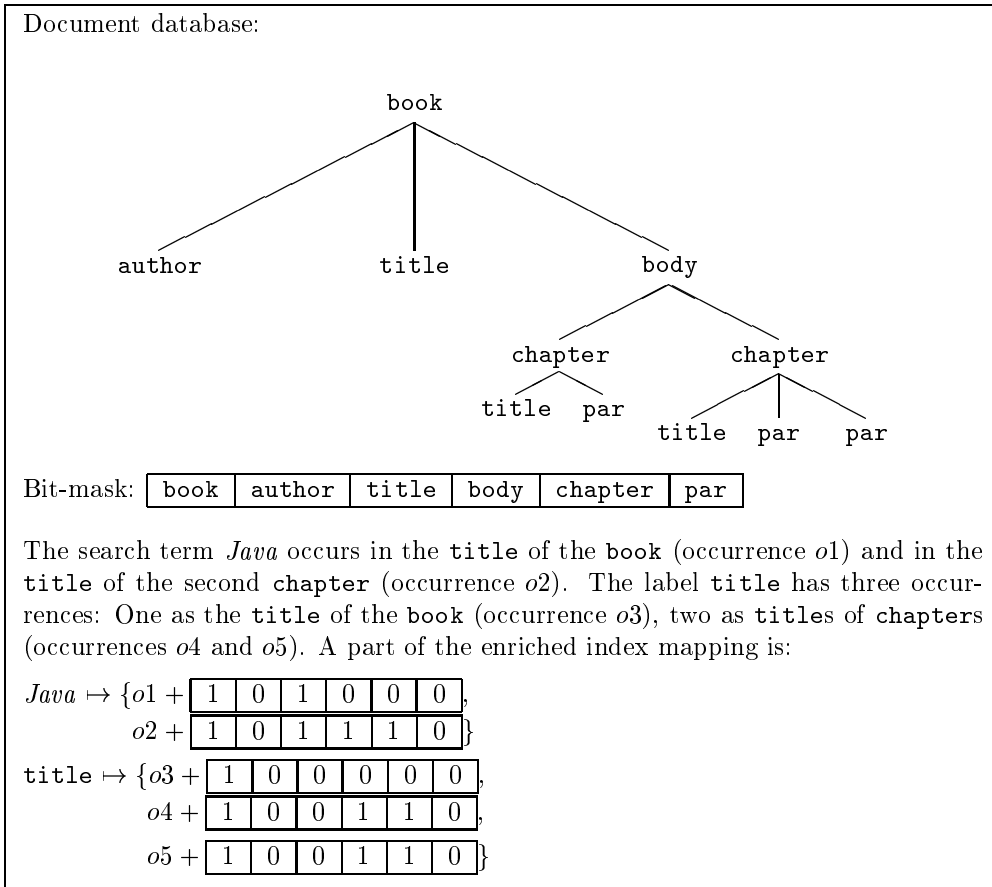 Document database:
book
author title body
chapter chapter
title par
title par par
Bit-mask: book author title body chapter par
The search term Java occurs in the title of the book (occurrence o1) and in the
title of the second chapter (occurrence o2). The label title has three occur-
rences: One as the title of the book (occurrence o3), two as titles of chapters
(occurrences o4 and o5). A part of the enriched index mapping is:
Java ↦ {o1 + 1 0 1 0 0 0,
o2 + 1 0 1 1 1 0}
title ↦ {o3 + 1 0 0 0 0 0,
o4 + 1 0 0 1 1 0,
o5 + 1 0 0 1 1 0}